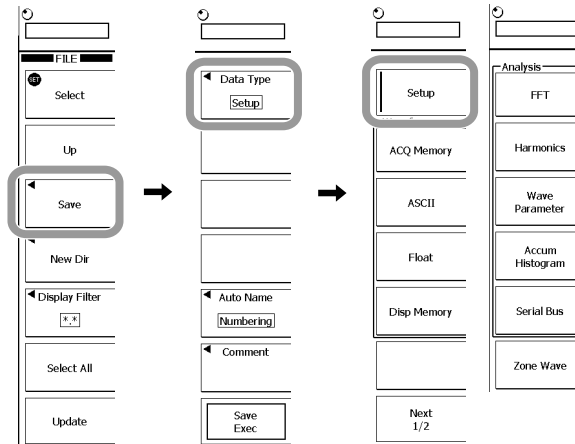 FILE
SET
Select
Up
Save
New Dir
Display Filter
*.*
Select All
Update
Data Type
Setup
Auto Name
Numbering
Comment
Save
Exec
Setup
ACQ Memory
ASCII
Float
Disp Memory
Next
1/2
Analysis
FFT
Harmonics
Wave
Parameter
Accum
Histogram
Serial Bus
Zone Wave